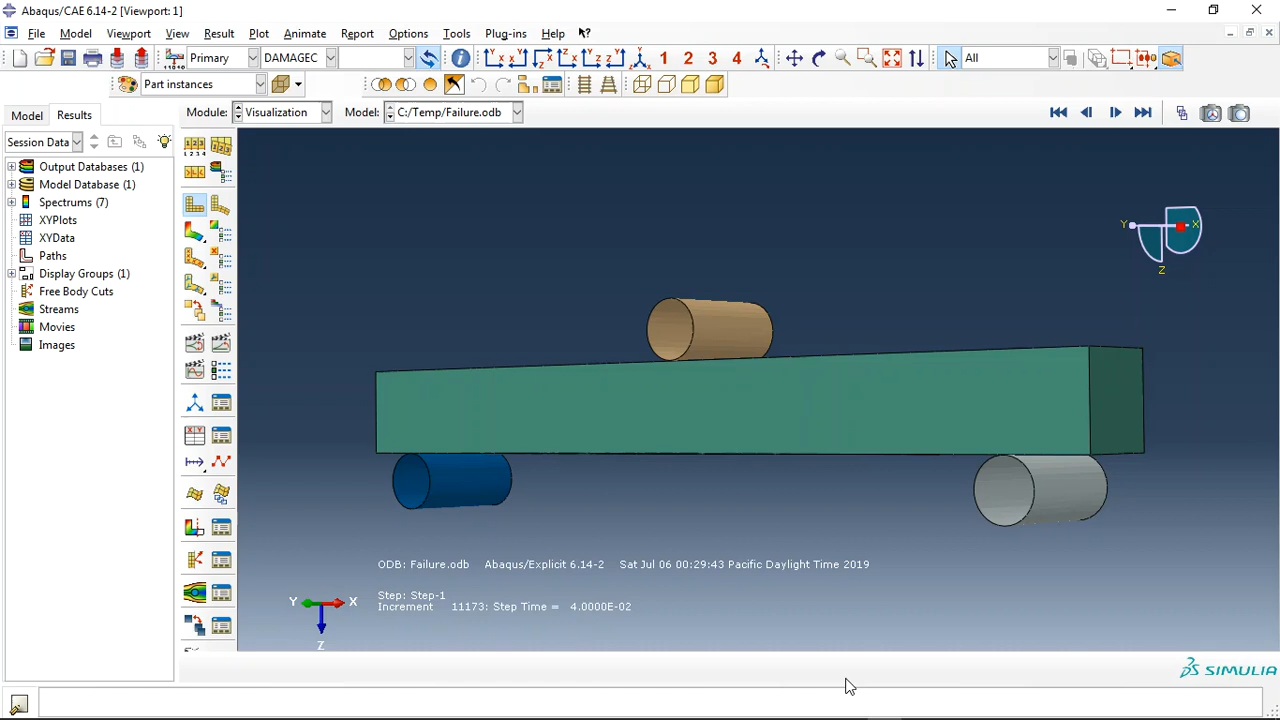 Abaqus/CAE 6.14-2 [Viewport: 1]
File Model Viewport View Result Plot Animate Report Options Tools Plug-ins Help
Primary DAMAGEC 1 2 3 4 All
Part instances
Model Results Module: Visualization Model: C:/Temp/Failure.odb
Session Data
Output Databases (1)
Model Database (1)
Spectrums (7)
XYPlots
XYData
Paths
Display Groups (1)
Free Body Cuts
Streams
Movies
Images
Y X
Z
ODB: Failure.odb Abaqus/Explicit 6.14-2 Sat Jul 06 00:29:43 Pacific Daylight Time 2019
Step: Step-1
Increment 11173: Step Time = 4.0000E-02
Y X
Z
SIMULIA